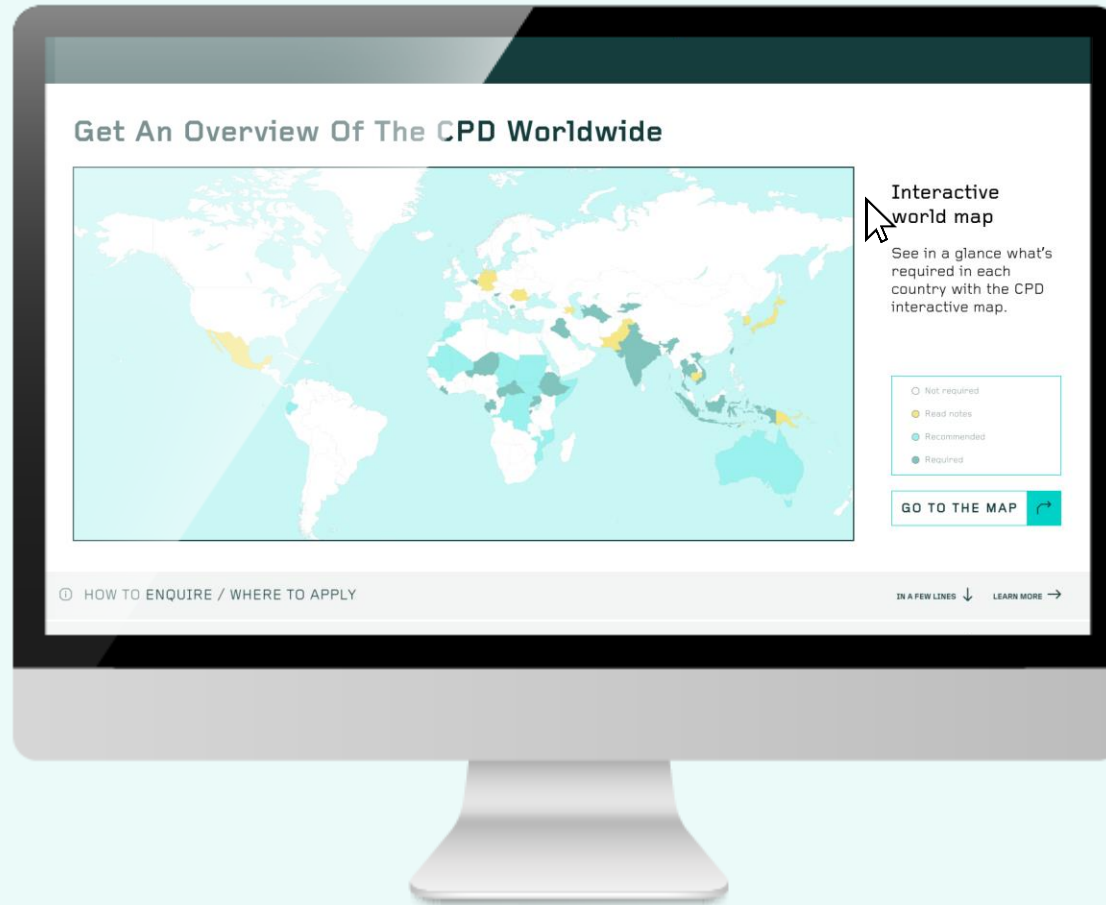 Get An Overview Of The CPD Worldwide
Interactive
world map
See in a glance what's
required in each
country with the CPD
interactive map.
Not required
Read notes
Recommended
Required
GO TO THE MAP
HOW TO ENQUIRE / WHERE TO APPLY
IN A FEW LINES
LEARN MORE